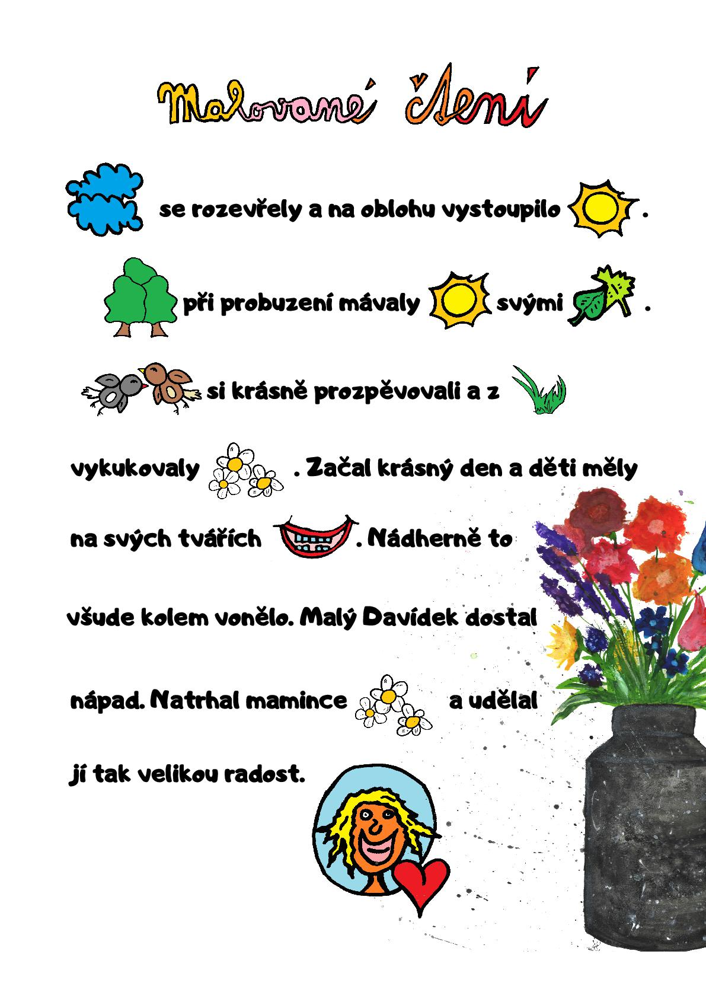 Malované čtení
se rozevřely a na oblohu vystoupilo .
při probuzení mávaly svými .
si krásně prozpěvovali a z
vykukovaly . Začal krásný den a děti měly
na svých tvářích . Nádherně to
všude kolem vonělo. Malý Davídek dostal
nápad. Natrhal mamince a udělal
jí tak velikou radost.